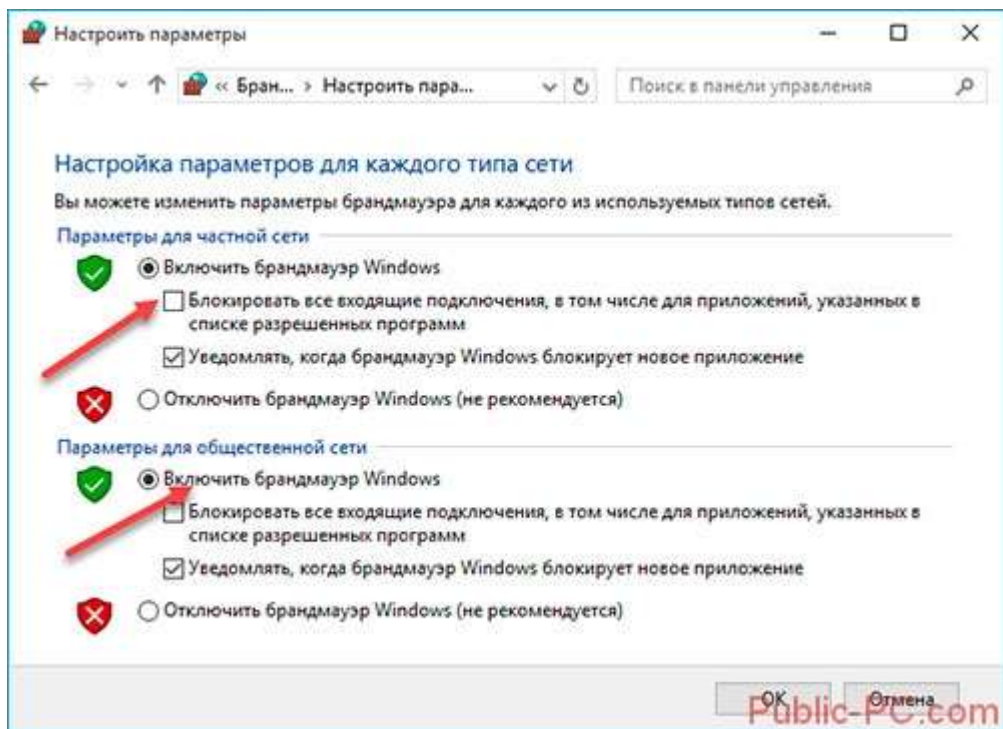 Настроить параметры
« Бран... › Настроить пара...
Поиск в панели управления
Настройка параметров для каждого типа сети
Вы можете изменить параметры брандмауэра для каждого из используемых типов сетей.
Параметры для частной сети
Включить брандмауэр Windows
Блокировать все входящие подключения, в том числе для приложений, указанных в
списке разрешенных программ
Уведомлять, когда брандмауэр Windows блокирует новое приложение
Отключить брандмауэр Windows (не рекомендуется)
Параметры для общественной сети
Включить брандмауэр Windows
Блокировать все входящие подключения, в том числе для приложений, указанных в
списке разрешенных программ
Уведомлять, когда брандмауэр Windows блокирует новое приложение
Отключить брандмауэр Windows (не рекомендуется)
ОК Отмена
Public-PC.com